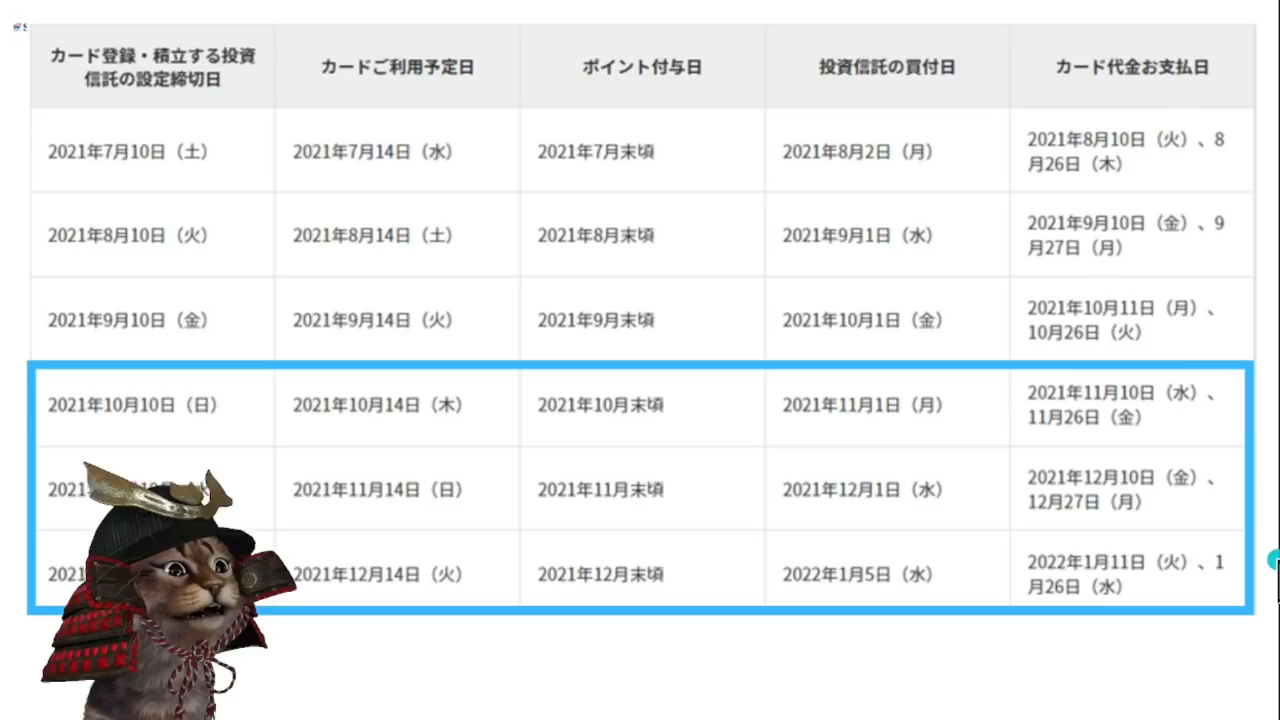 カード登録・積立する投資
信託の設定締切日
カードご利用予定日
ポイント付与日
投資信託の買付日
カード代金お支払日
2021年7月10日（土）
2021年7月14日（水）
2021年7月末頃
2021年8月2日（月）
2021年8月10日（火）、8
月26日（木）
2021年8月10日（火）
2021年8月14日（土）
2021年8月末頃
2021年9月1日（水）
2021年9月10日（金）、9
月27日（月）
2021年9月10日（金）
2021年9月14日（火）
2021年9月末頃
2021年10月1日（金）
2021年10月11日（月）、
10月26日（火）
2021年10月10日（日）
2021年10月14日（木）
2021年10月末頃
2021年11月1日（月）
2021年11月10日（水）、
11月26日（金）
2021
2021年11月14日（日）
2021年11月末頃
2021年12月1日（水）
2021年12月10日（金）、
12月27日（月）
2021
2021年12月14日（火）
2021年12月末頃
2022年1月5日（水）
2022年1月11日（火）、1
月26日（水）